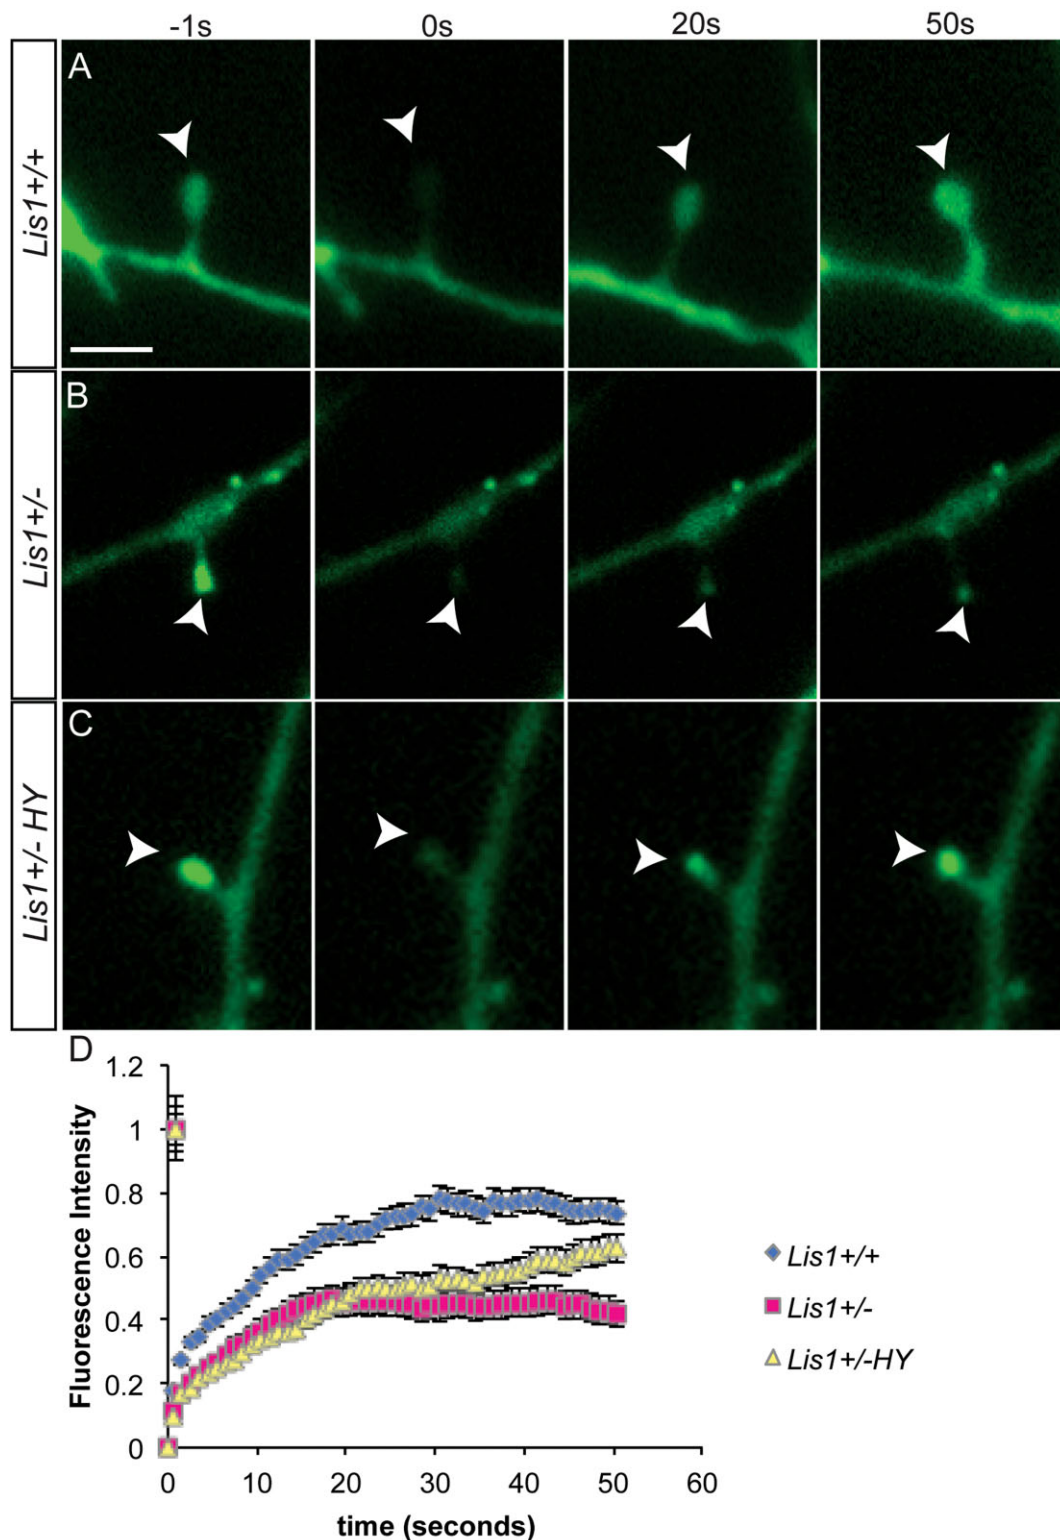 -1s 0s 20s 50s
A
Lis1+/+
B
Lis1+/-
C
Lis1+/- HY
D
1.2
1
0.8
0.6
0.4
0.2
0
Fluorescence Intensity
0 10 20 30 40 50 60
time (seconds)
Lis1+/+
Lis1+/-
Lis1+/-HY